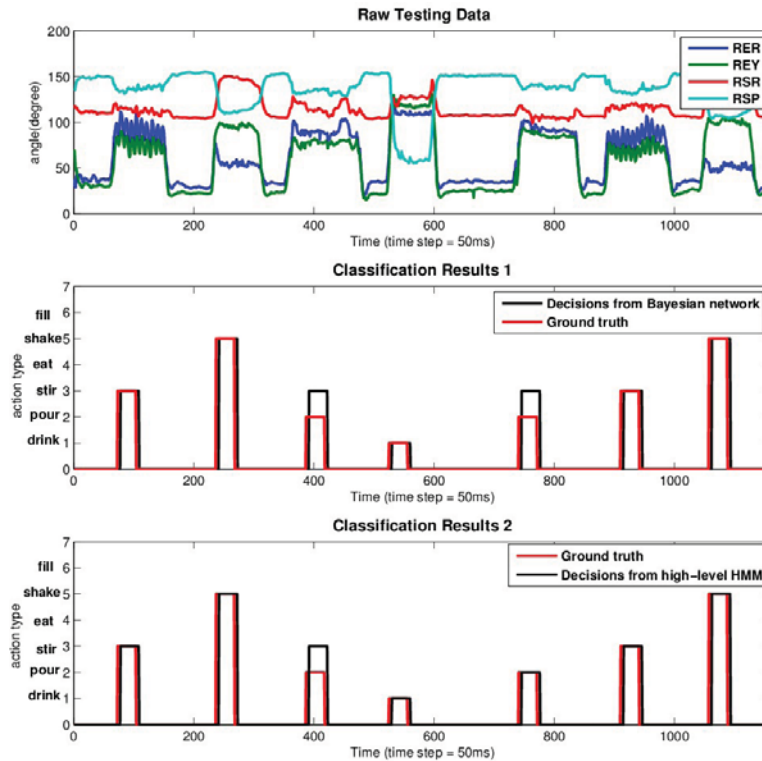 Raw Testing Data
200
150
100
50
0
angle(degree)
RER
REY
RSR
RSP
0 200 400 600 800 1000
Time (time step = 50ms)
Classification Results 1
7
6
5
4
3
2
1
0
fill
shake
eat
stir
pour
drink
action type
Decisions from Bayesian network
Ground truth
0 200 400 600 800 1000
Time (time step = 50ms)
Classification Results 2
7
6
5
4
3
2
1
0
fill
shake
eat
stir
pour
drink
action type
Ground truth
Decisions from high-level HMM
0 200 400 600 800 1000
Time (time step = 50ms)